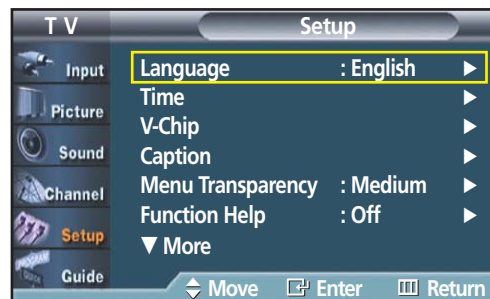 T V
Setup
Input
Picture
Sound
Channel
Setup
Guide
Language : English ▶
Time ▶
V-Chip ▶
Caption ▶
Menu Transparency : Medium ▶
Function Help : Off ▶
▼ More
Move Enter Return